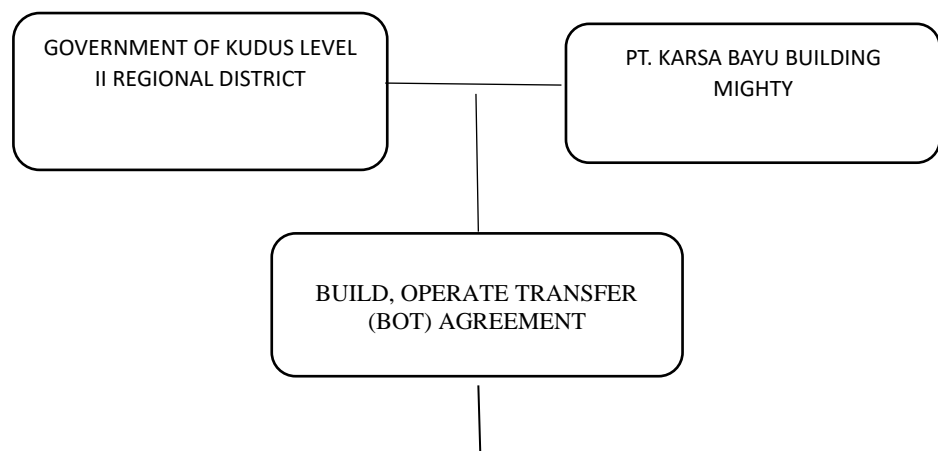 GOVERNMENT OF KUDUS LEVEL
II REGIONAL DISTRICT
PT. KARSA BAYU BUILDING
MIGHTY
BUILD, OPERATE TRANSFER
(BOT) AGREEMENT